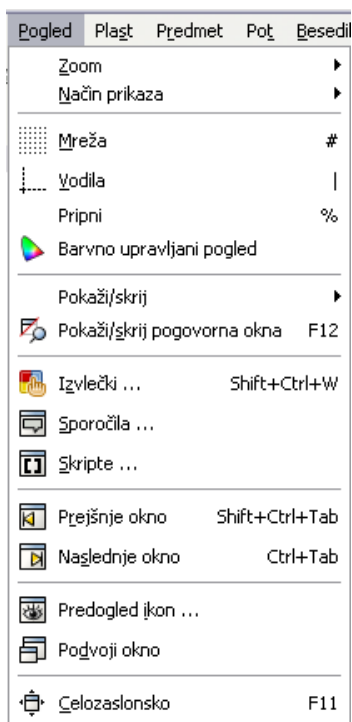 Pogled Plast Predmet Pot
Zoom
Način prikaza
Mreža #
Vodila |
Pripni %
Barvno upravljani pogled
Pokaži/skrij
Pokaži/skrij pogovorna okna F12
Izvlečki ... Shift+Ctrl+W
Sporočila ...
Skripte ...
Prejšnje okno Shift+Ctrl+Tab
Naslednje okno Ctrl+Tab
Predogled ikon ...
Podvoji okno
Celozaslonsko F11